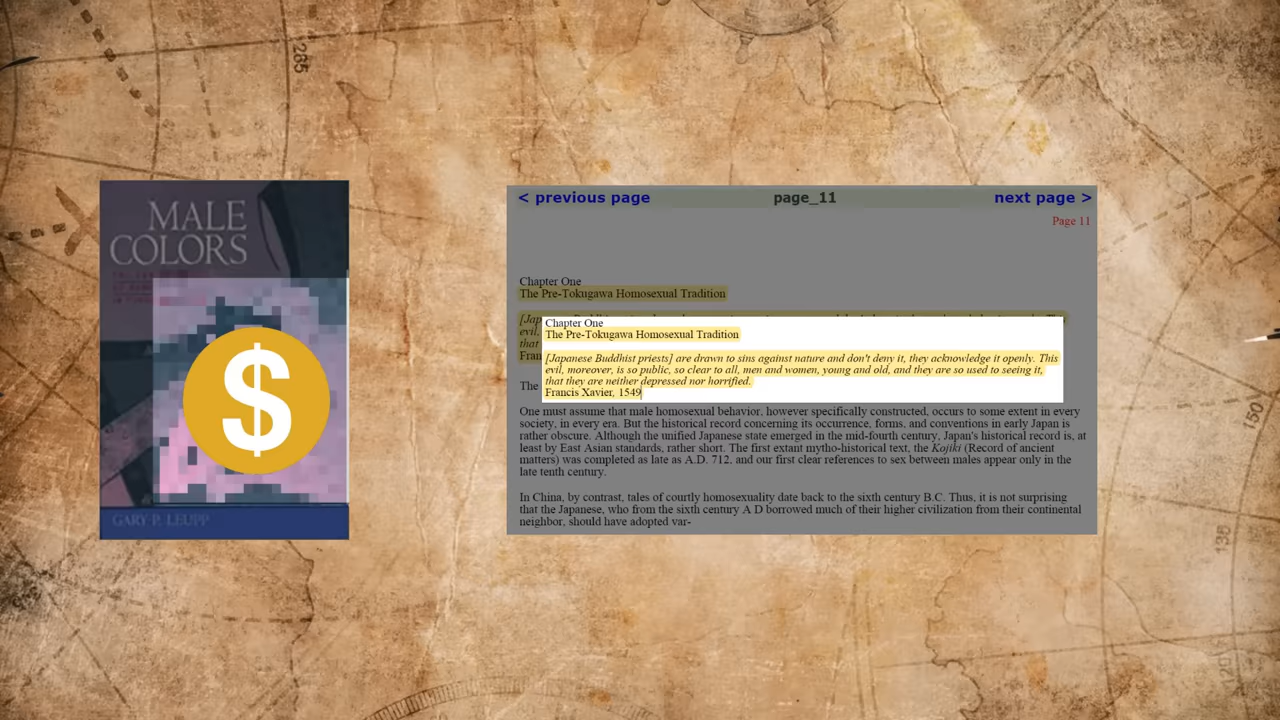 265
MALE
COLORS
$
GARY P. LEUPP
< previous page
page_11
next page >
Page 11
Chapter One
The Pre-Tokugawa Homosexual Tradition
[Jap
evil,
that
Fran
Chapter One
The Pre-Tokugawa Homosexual Tradition
[Japanese Buddhist priests] are drawn to sins against nature and don't deny it, they acknowledge it openly. This
evil, moreover, is so public, so clear to all, men and women, young and old, and they are so used to seeing it,
that they are neither depressed nor horrified.
Francis Xavier, 1549
The
One must assume that male homosexual behavior, however specifically constructed, occurs to some extent in every
society, in every era. But the historical record concerning its occurrence, forms, and conventions in early Japan is
rather obscure. Although the unified Japanese state emerged in the mid-fourth century, Japan's historical record is, at
least by East Asian standards, rather short. The first extant mytho-historical text, the Kojiki (Record of ancient
matters) was completed as late as A.D. 712, and our first clear references to sex between males appear only in the
late tenth century.
In China, by contrast, tales of courtly homosexuality date back to the sixth century B.C. Thus, it is not surprising
that the Japanese, who from the sixth century A D borrowed much of their higher civilization from their continental
neighbor, should have adopted var-
150
135